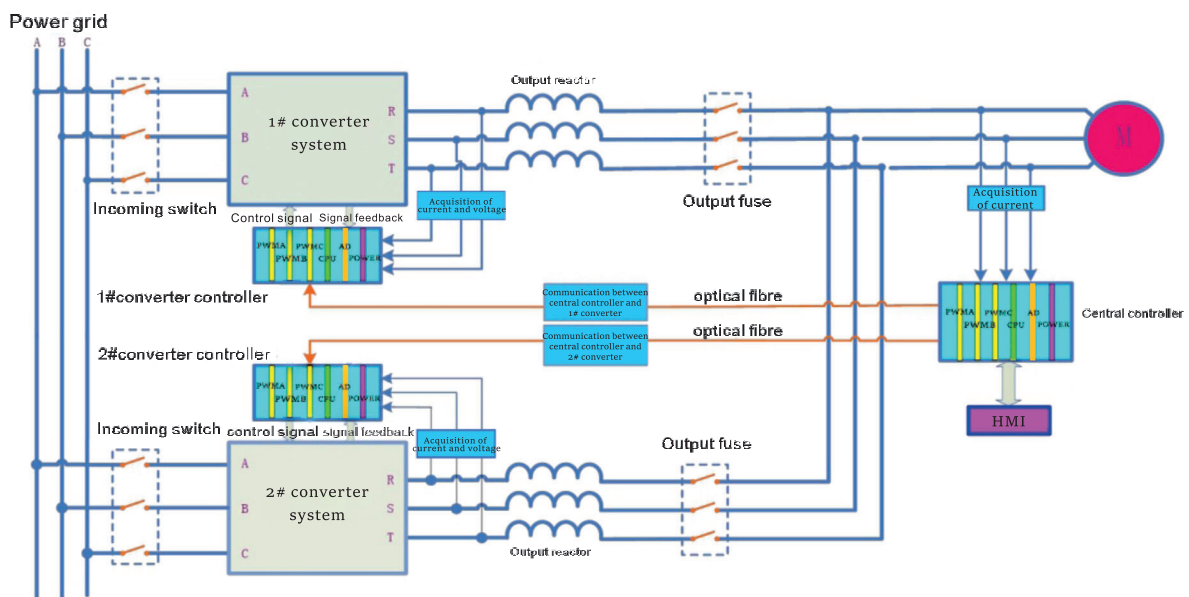 Power grid
A B C
A
B
C
1# converter
system
R
S
T
Output reactor
Output fuse
M
Incoming switch
Control signal
Signal feedback
Acquisition of
current and voltage
Acquisition
of current
PWMA
PWMB
PWMC
CPU
AD
POWER
1#converter controller
Communication between
central controller and
1# converter
optical fibre
PWMA
PWMB
PWMC
CPU
AD
POWER
Central controller
2#converter controller
Communication between
central controller and
2# converter
optical fibre
PWMA
PWMB
PWMC
CPU
AD
POWER
HMI
Incoming switch
control signal
signal feedback
Acquisition of
current and voltage
Output fuse
A
B
C
2# converter
system
R
S
T
Output reactor